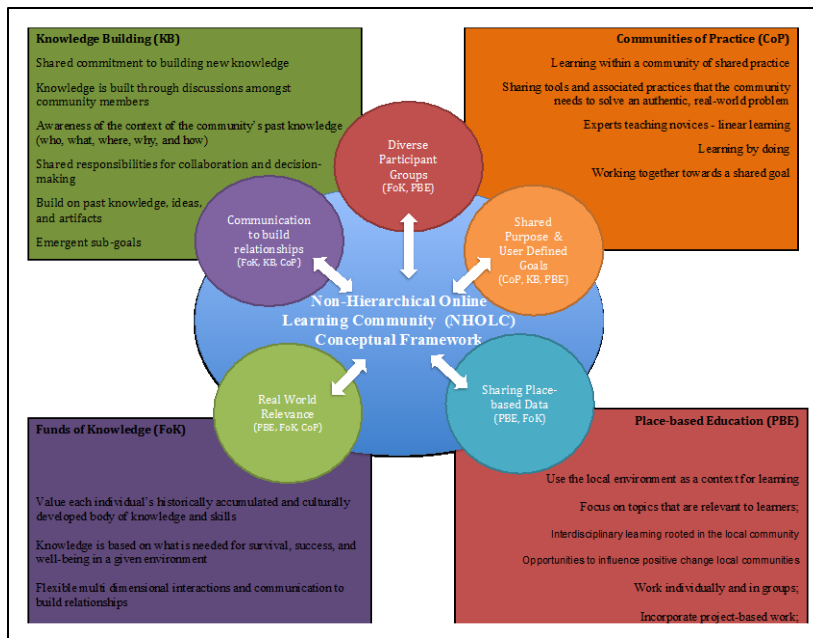 Knowledge Building (KB)
Shared commitment to building new knowledge
Knowledge is built through discussions amongst
community members
Awareness of the context of the community's past knowledge
(who, what, where, why, and how)
Shared responsibilities for collaboration and decision-
making
Build on past knowledge, ideas,
and artifacts
Emergent sub-goals
Communities of Practice (CoP)
Learning within a community of shared practice
Sharing tools and associated practices that the community
needs to solve an authentic, real-world problem
Experts teaching novices - linear learning
Learning by doing
Working together towards a shared goal
Diverse
Participant
Groups
(FoK, PBE)
Communication
to build
relationships
(FoK, KB, CoP)
Shared
Purpose &
User Defined
Goals
(CoP, KB, PBE)
Non-Hierarchical Online
Learning Community (NHOLC)
Conceptual Framework
Real World
Relevance
(PBE, FoK, CoP)
Sharing Place-
based Data
(PBE, FoK)
Funds of Knowledge (FoK)
Value each individual's historically accumulated and culturally
developed body of knowledge and skills
Knowledge is based on what is needed for survival, success, and
well-being in a given environment
Flexible multi dimensional interactions and communication to
build relationships
Place-based Education (PBE)
Use the local environment as a context for learning
Focus on topics that are relevant to learners;
Interdisciplinary learning rooted in the local community
Opportunities to influence positive change local communities
Work individually and in groups;
Incorporate project-based work;